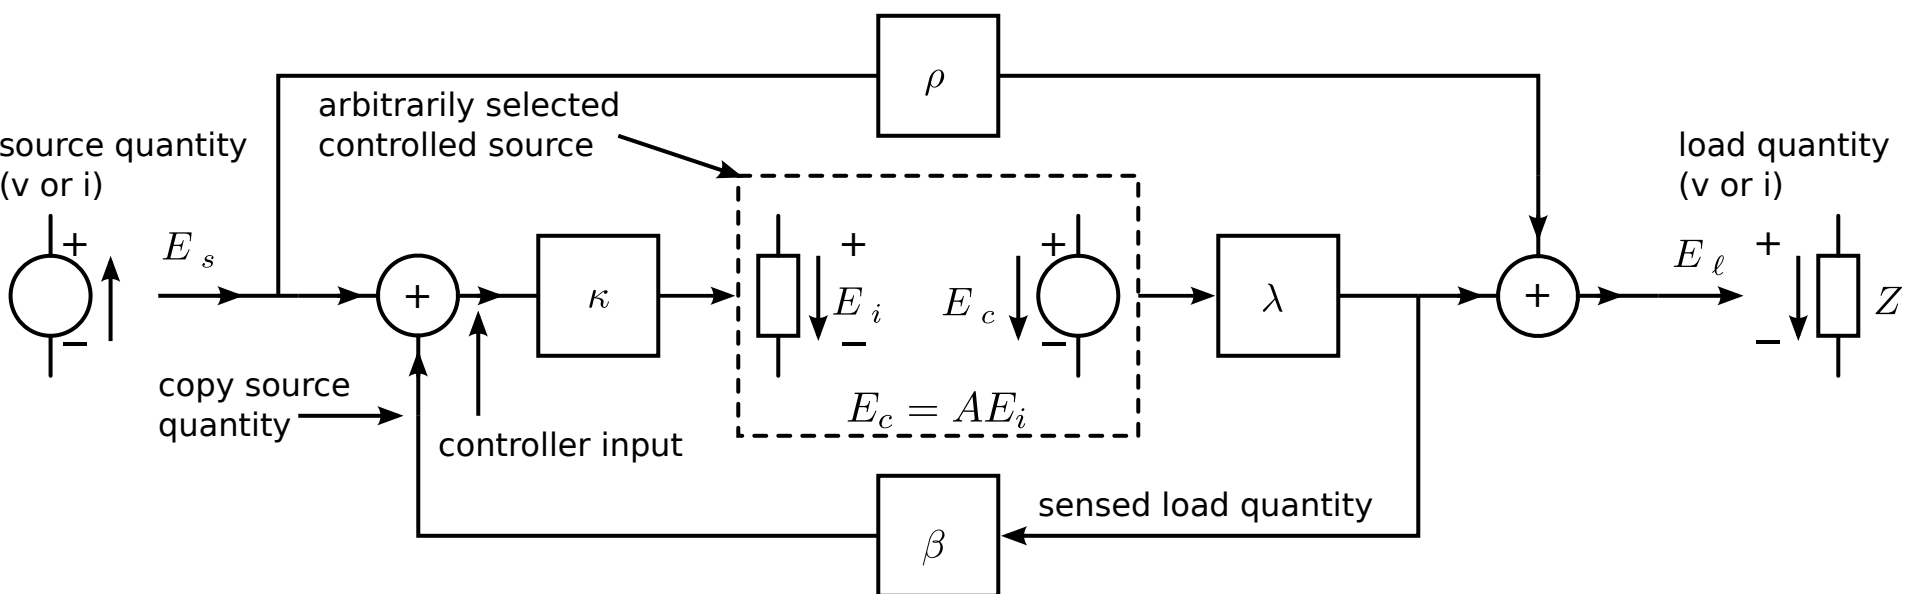 ρ
arbitrarily selected
controlled source
source quantity
(v or i)
load quantity
(v or i)
+
E s
+
κ
+
E i
−
+
E c
−
λ
+
E ℓ
+
−
Z
−
E_c = AE_i
copy source
quantity
controller input
sensed load quantity
β